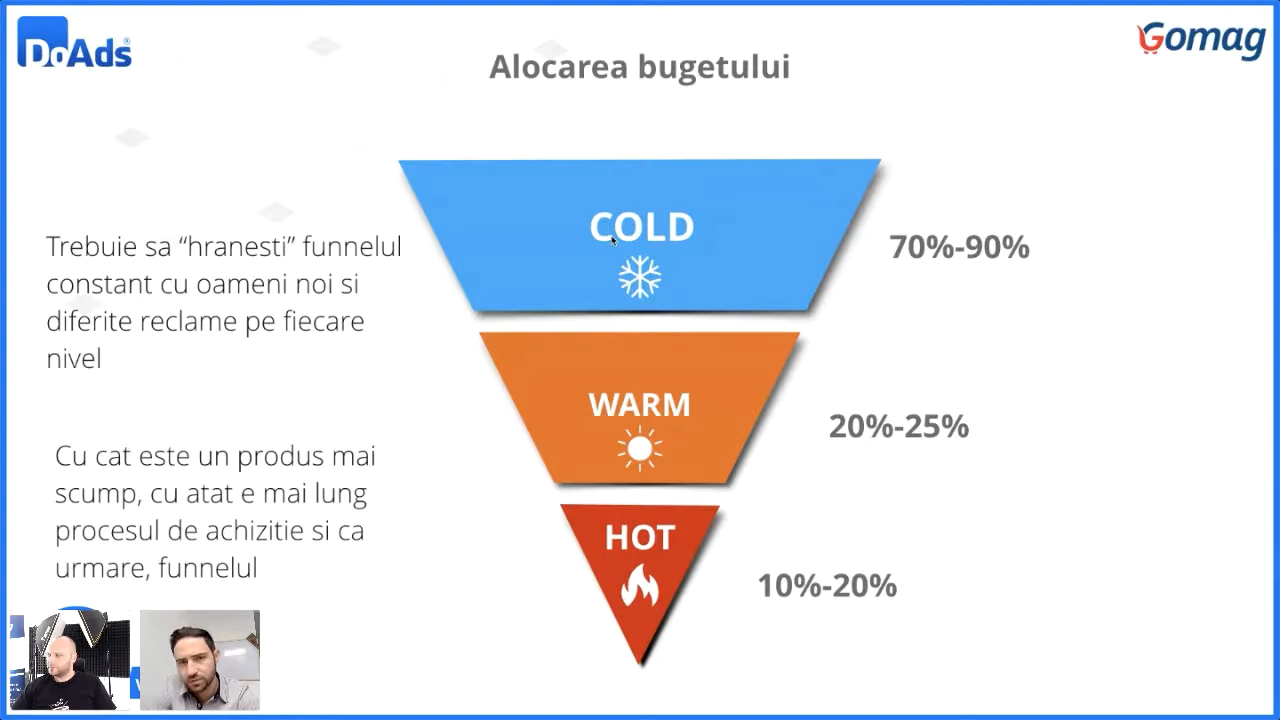 DoAds®
Gomag
Alocarea bugetului
COLD
70%-90%
Trebuie sa “hranesti” funnelul
constant cu oameni noi si
diferite reclame pe fiecare
nivel
WARM
20%-25%
Cu cat este un produs mai
scump, cu atat e mai lung
procesul de achizitie si ca
urmare, funnelul
HOT
10%-20%